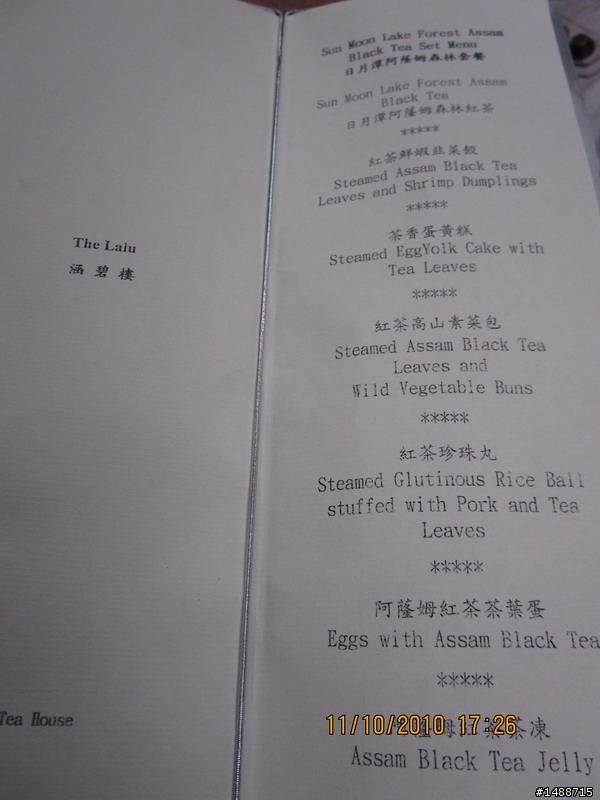 The Lalu
涵碧樓
Tea House
Sun Moon Lake Forest Assam
Black Tea Set Menu
日月潭阿薩姆森林套餐
Sun Moon Lake Forest Assam
Black Tea
日月潭阿薩姆森林紅茶
*****
紅茶鮮蝦韭菜餃
Steamed Assam Black Tea
Leaves and Shrimp Dumplings
*****
茶香蛋黃糕
Steamed EggYolk Cake with
Tea Leaves
*****
紅茶高山素菜包
Steamed Assam Black Tea
Leaves and
Wild Vegetable Buns
*****
紅茶珍珠丸
Steamed Glutinous Rice Ball
stuffed with Pork and Tea
Leaves
*****
阿薩姆紅茶茶葉蛋
Eggs with Assam Black Tea
*****
茶凍
11/10/2010 17:26
Assam Black Tea Jelly
#1488715